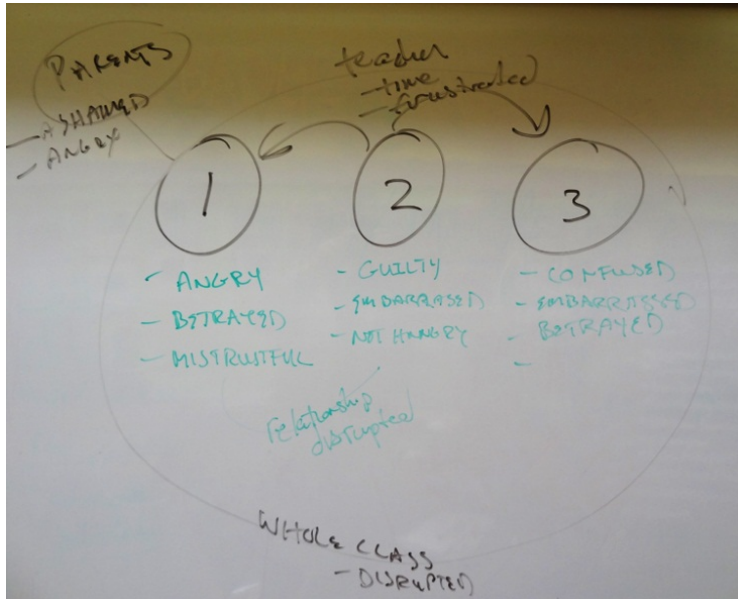 PARENTS
- ASHAMED
- ANGRY
teacher
- time
- frustrated
1
2
3
- ANGRY
- BETRAYED
- MISTRUSTFUL
- GUILTY
- EMBARRASED
- NOT HUNGRY
- CONFUSED
- EMBARRASSED
- BETRAYED
-
relationship
disrupted
WHOLE CLASS
- DISRUPTED